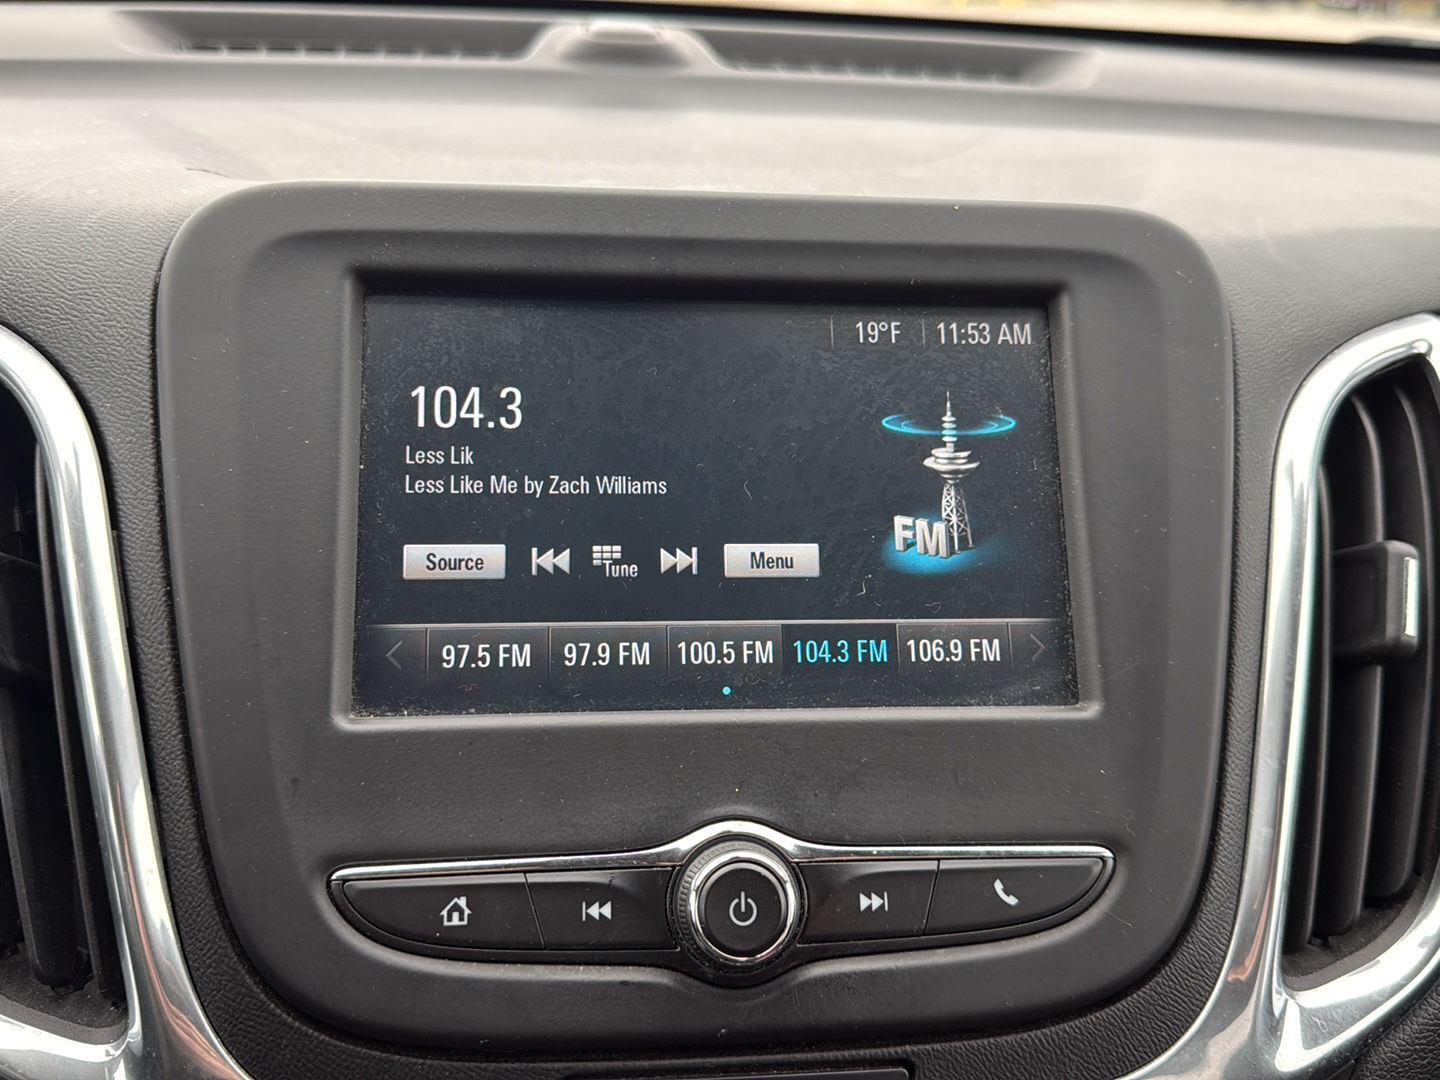 19°F 11:53 AM
104.3
Less Lik
Less Like Me by Zach Williams
FM
Source Tune Menu
97.5 FM 97.9 FM 100.5 FM 104.3 FM 106.9 FM